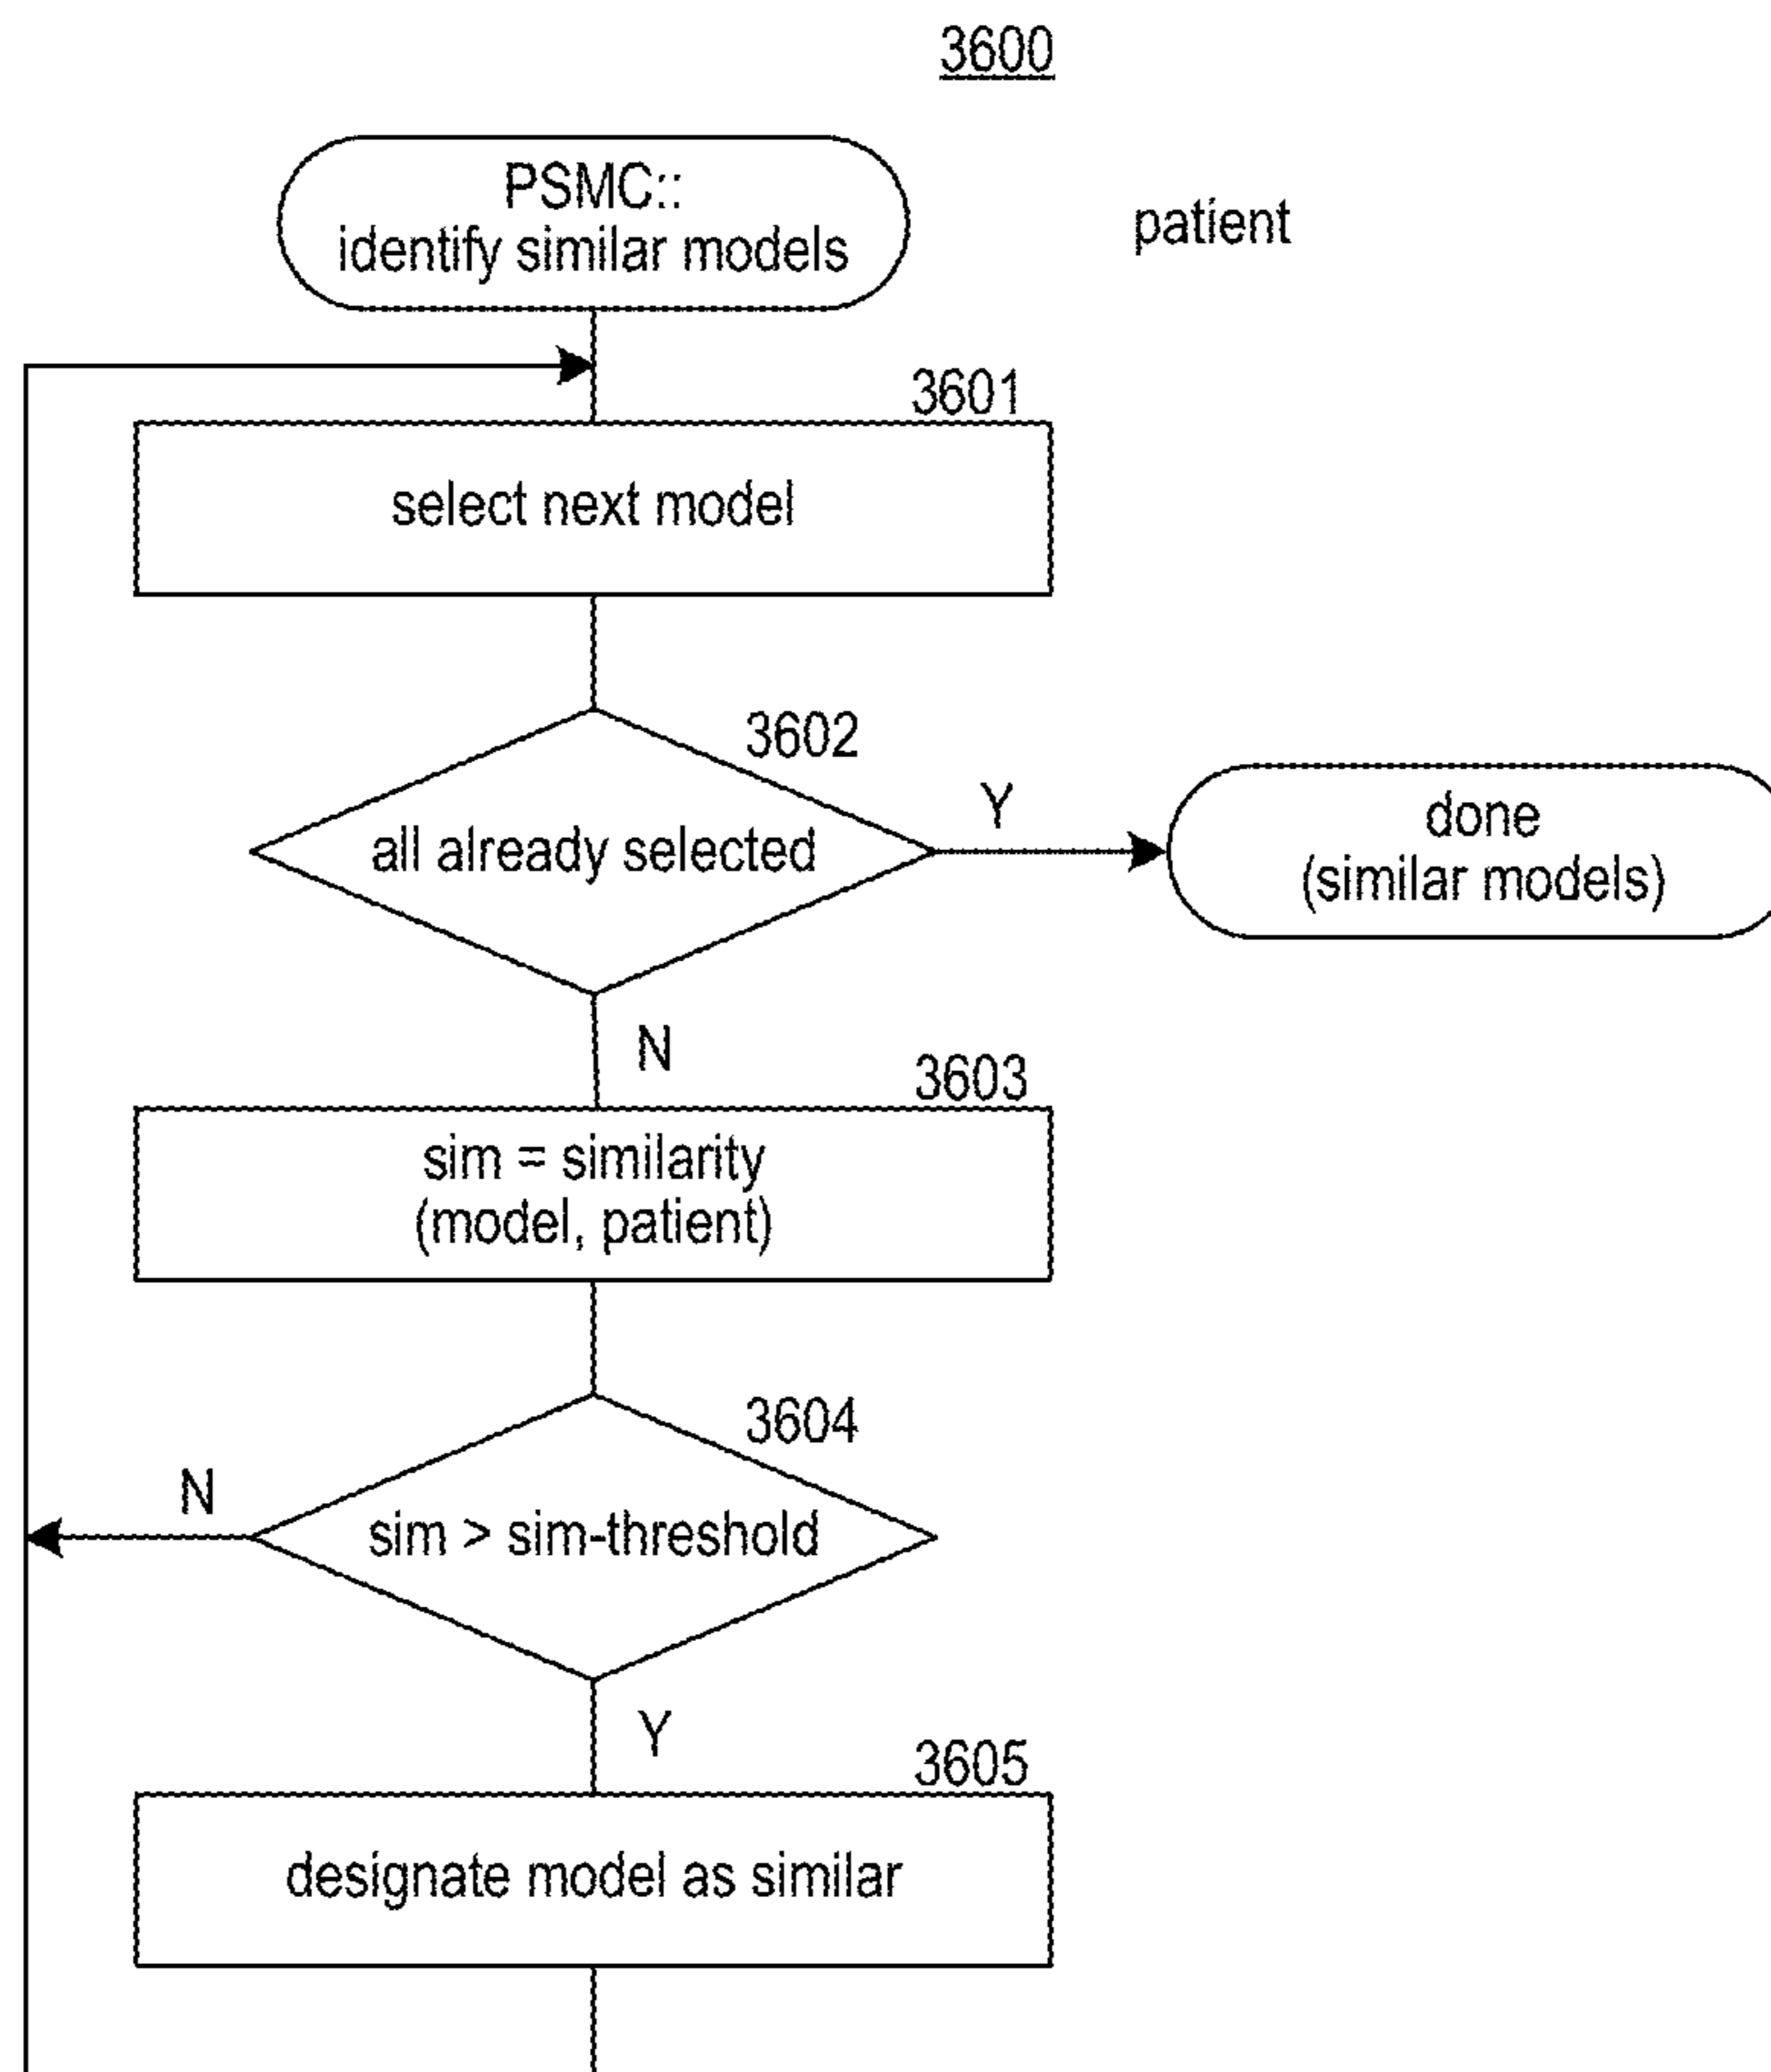 3600
PSMC::
identify similar models
patient
3601
select next model
3602
all already selected
Y
done
(similar models)
N
3603
sim = similarity
(model, patient)
3604
N
sim > sim-threshold
Y
3605
designate model as similar